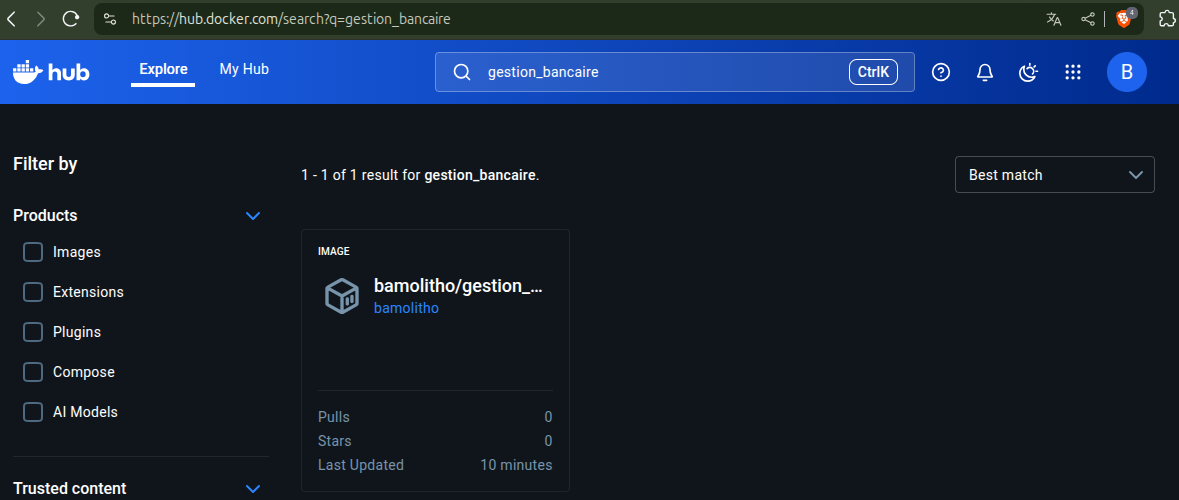 https://hub.docker.com/search?q=gestion_bancaire
4
hub
Explore
My Hub
gestion_bancaire
CtrlK
B
Filter by
1 - 1 of 1 result for gestion_bancaire.
Best match
Products
Images
Extensions
Plugins
Compose
AI Models
Trusted content
IMAGE
bamolitho/gestion_...
bamolitho
Pulls 0
Stars 0
Last Updated 10 minutes